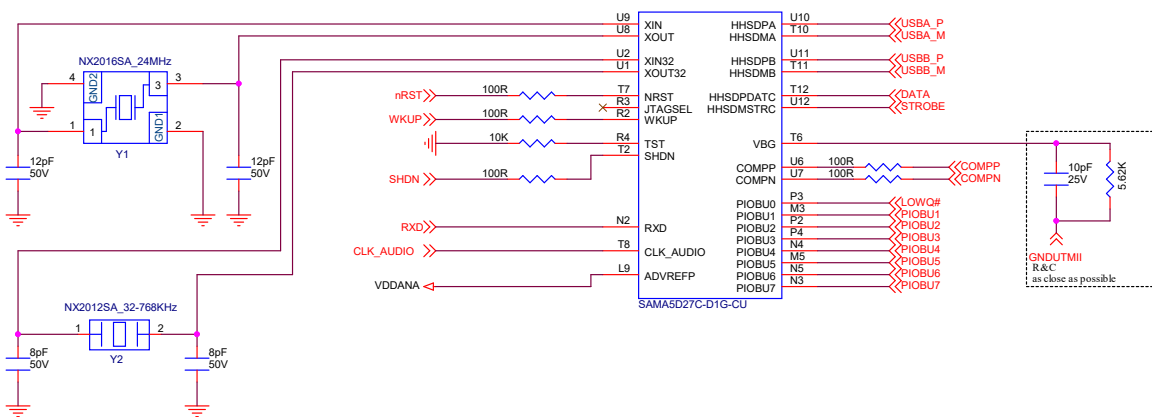 U9 XIN HHSDPA U10 USBA_P
U8 XOUT HHSDMA T10 USBA_M
U2 XIN32 HHSDPB U11 USBB_P
U1 XOUT32 HHSDMB T11 USBB_M
NX2016SA_24MHz
4 GND2 3 3
1 1 GND1 2
Y1
12pF
50V
12pF
50V
nRST 100R T7 NRST HHSDPDATC T12 DATA
R3 JTAGSEL HHSDMSTRC U12 STROBE
WKUP 100R R2 WKUP
10K R4 TST VBG T6
T2 SHDN
SHDN 100R
COMPP U6 100R COMPP
COMPN U7 100R COMPN
10pF
25V
5.62K
GNDUTMII
R&C
as close as possible
PIOBU0 P3 LOWQ#
PIOBU1 M3 PIOBU1
PIOBU2 P2 PIOBU2
PIOBU3 P4 PIOBU3
PIOBU4 N4 PIOBU4
PIOBU5 M5 PIOBU5
PIOBU6 N5 PIOBU6
PIOBU7 N3 PIOBU7
RXD N2 RXD
CLK_AUDIO T8 CLK_AUDIO
VDDANA L9 ADVREFP
SAMA5D27C-D1G-CU
NX2012SA_32-768KHz
1 2
Y2
8pF
50V
8pF
50V